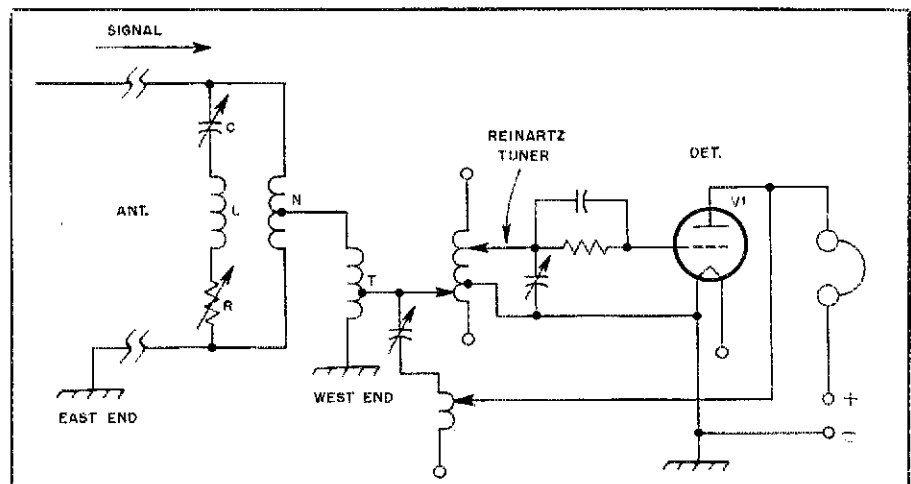 SIGNAL
C
REINARTZ
TUNER
DET.
V1
ANT.
L
N
T
R
WEST END
EAST END
+
−